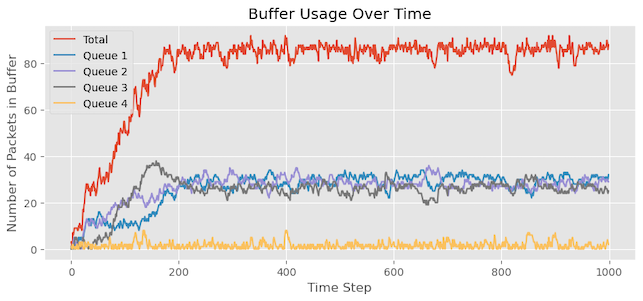 Buffer Usage Over Time
Total
Queue 1
Queue 2
Queue 3
Queue 4
Number of Packets in Buffer
80
60
40
20
0
0 200 400 600 800 1000
Time Step